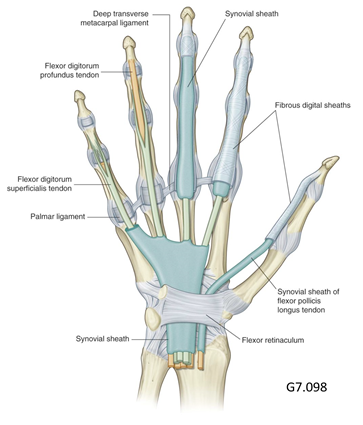 Deep transverse
metacarpal ligament
Synovial sheath
Flexor digitorum
profundus tendon
Fibrous digital sheaths
Flexor digitorum
superficialis tendon
Palmar ligament
Synovial sheath of
flexor pollicis
longus tendon
Synovial sheath
Flexor retinaculum
G7.098